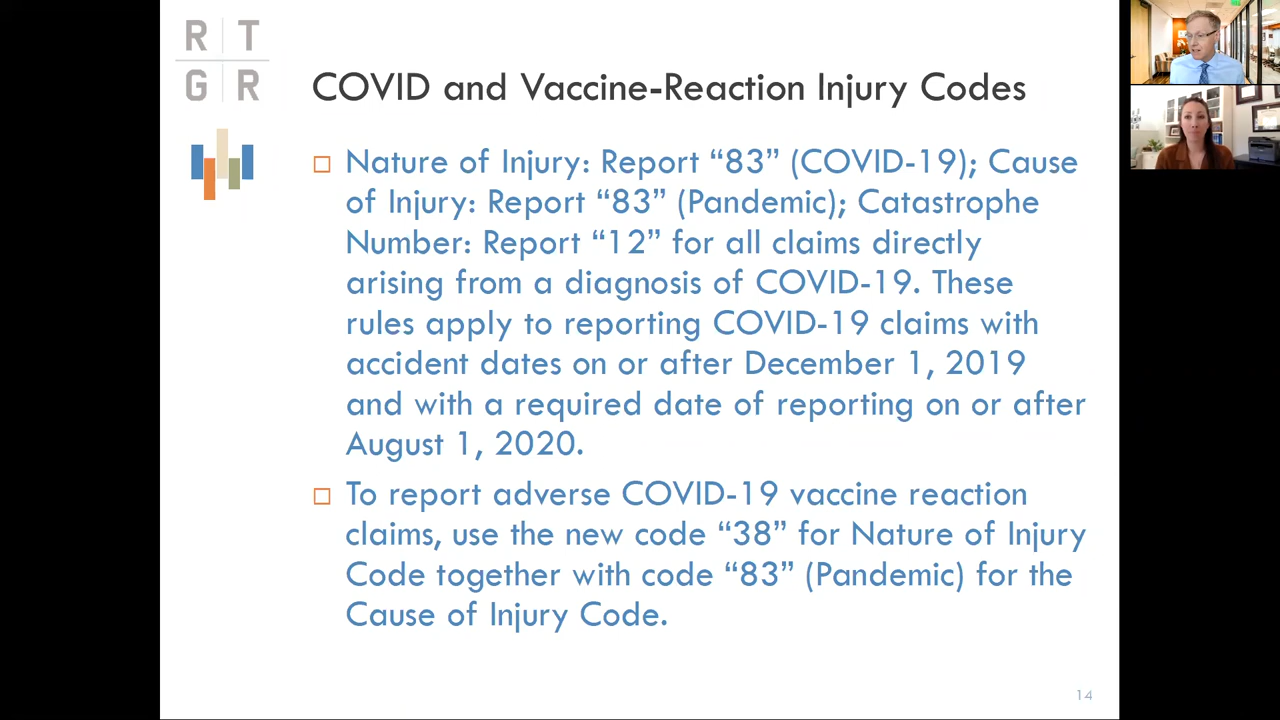 R T
G R
COVID and Vaccine-Reaction Injury Codes
Nature of Injury: Report “83” (COVID-19); Cause
of Injury: Report “83” (Pandemic); Catastrophe
Number: Report “12” for all claims directly
arising from a diagnosis of COVID-19. These
rules apply to reporting COVID-19 claims with
accident dates on or after December 1, 2019
and with a required date of reporting on or after
August 1, 2020.
To report adverse COVID-19 vaccine reaction
claims, use the new code “38” for Nature of Injury
Code together with code “83” (Pandemic) for the
Cause of Injury Code.
14